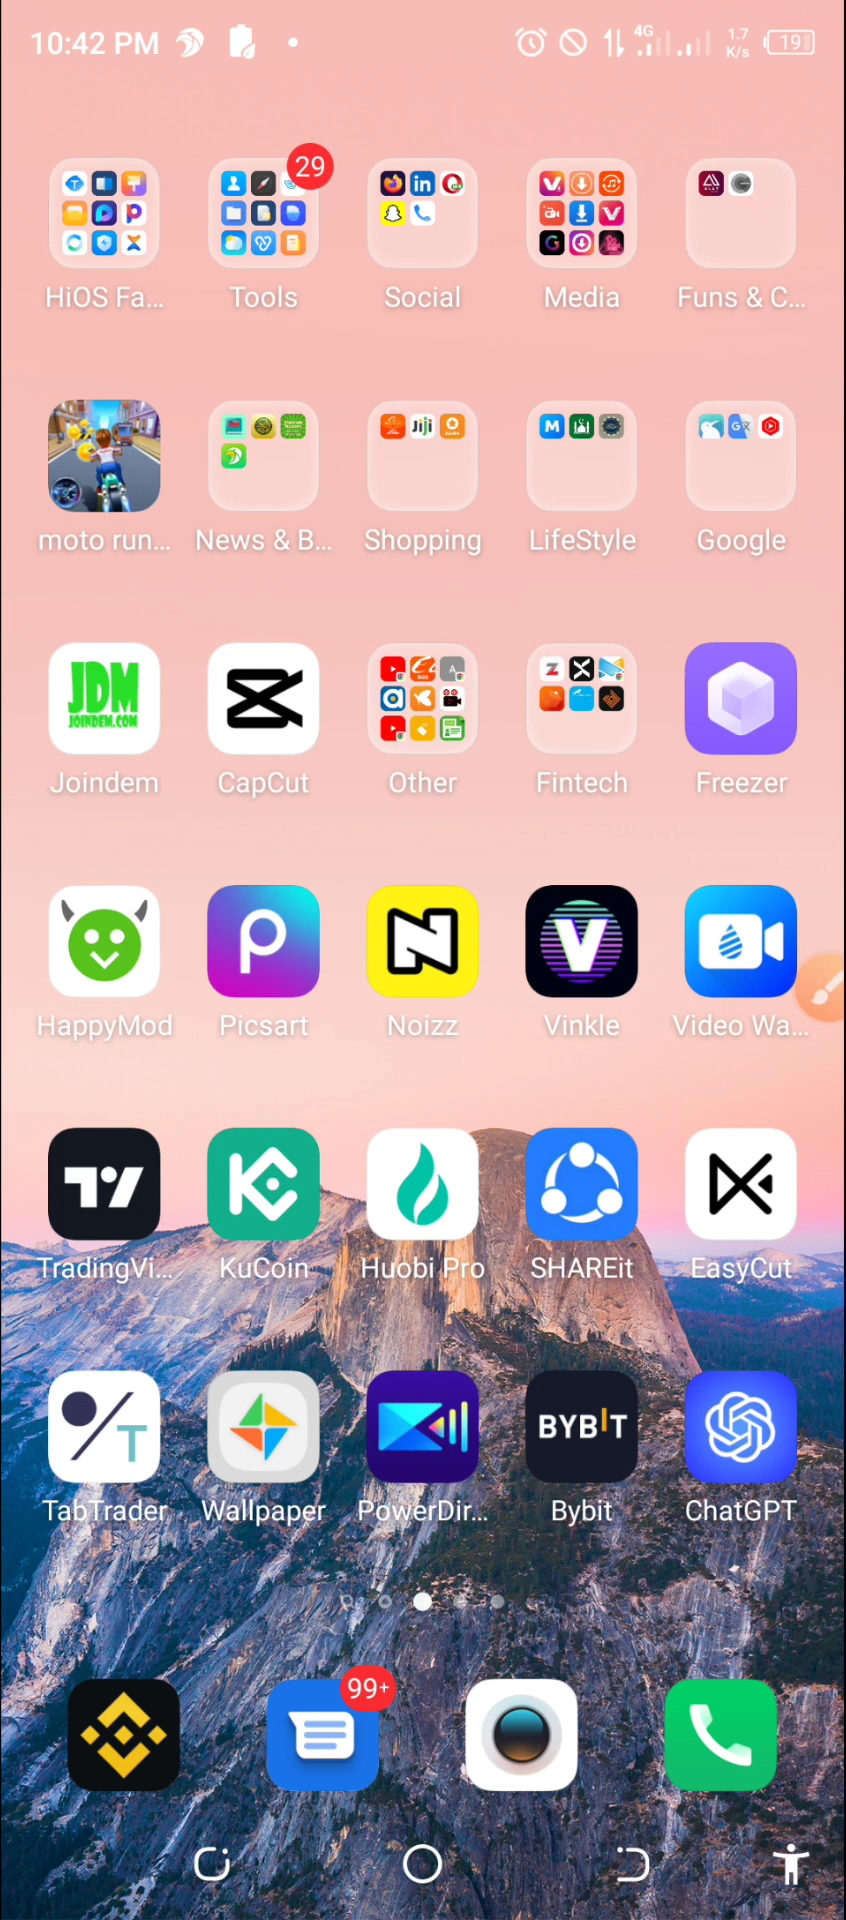 10:42 PM 4G 1.7 K/s 19
29
HiOS Fa... Tools Social Media Funs & C...
Jiji
moto run... News & B... Shopping LifeStyle Google
JDM
JOINDEM.COM
Joindem CapCut Other Fintech Freezer
HappyMod Picsart Noizz Vinkle Video Wa...
TradingVi... KuCoin Huobi Pro SHAREit EasyCut
BYBIT
TabTrader Wallpaper PowerDir... Bybit ChatGPT
99+